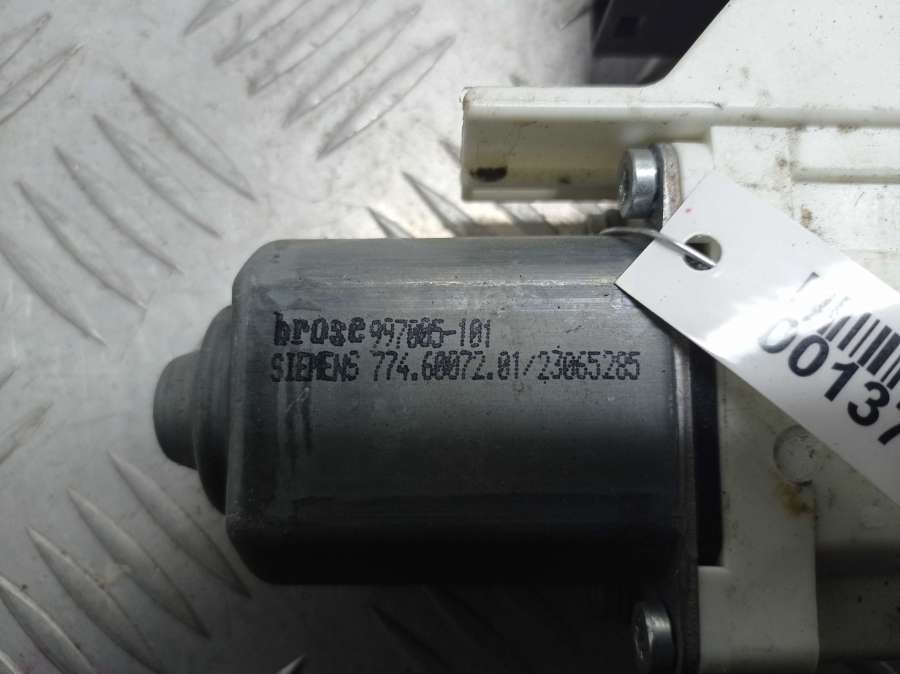 brose 997005-101
SIEMENS 774.60072.01/23065285
00137